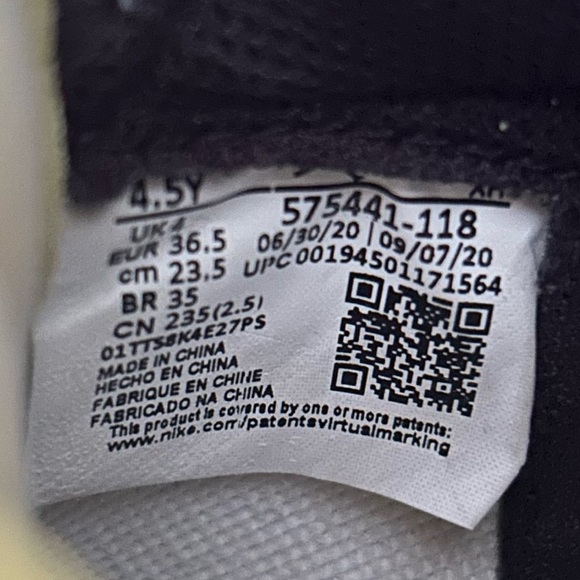 4.5Y
UK 4
EUR 36.5
cm 23.5
BR 35
CN 235(2.5)
575441-118
06/30/20 | 09/07/20
UPC 00194501171564
01TTS8K4E27PS
MADE IN CHINA
HECHO EN CHINA
FABRIQUE EN CHINE
FABRICADO NA CHINA
This product is covered by one or more patents:
www.nike.com/patentsvirtualmarking